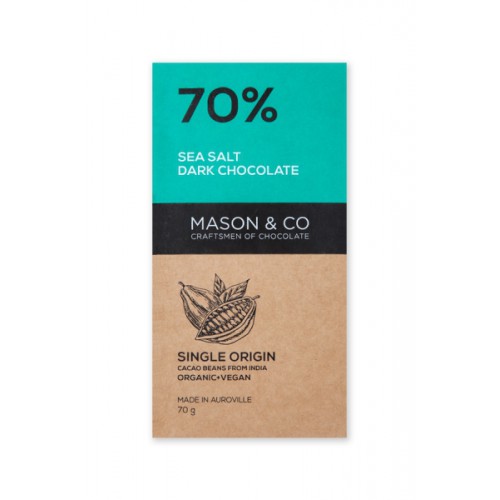 70%
SEA SALT
DARK CHOCOLATE
MASON & CO
CRAFTSMEN OF CHOCOLATE
SINGLE ORIGIN
CACAO BEANS FROM INDIA
ORGANIC+VEGAN
MADE IN AUROVILLE
70 g